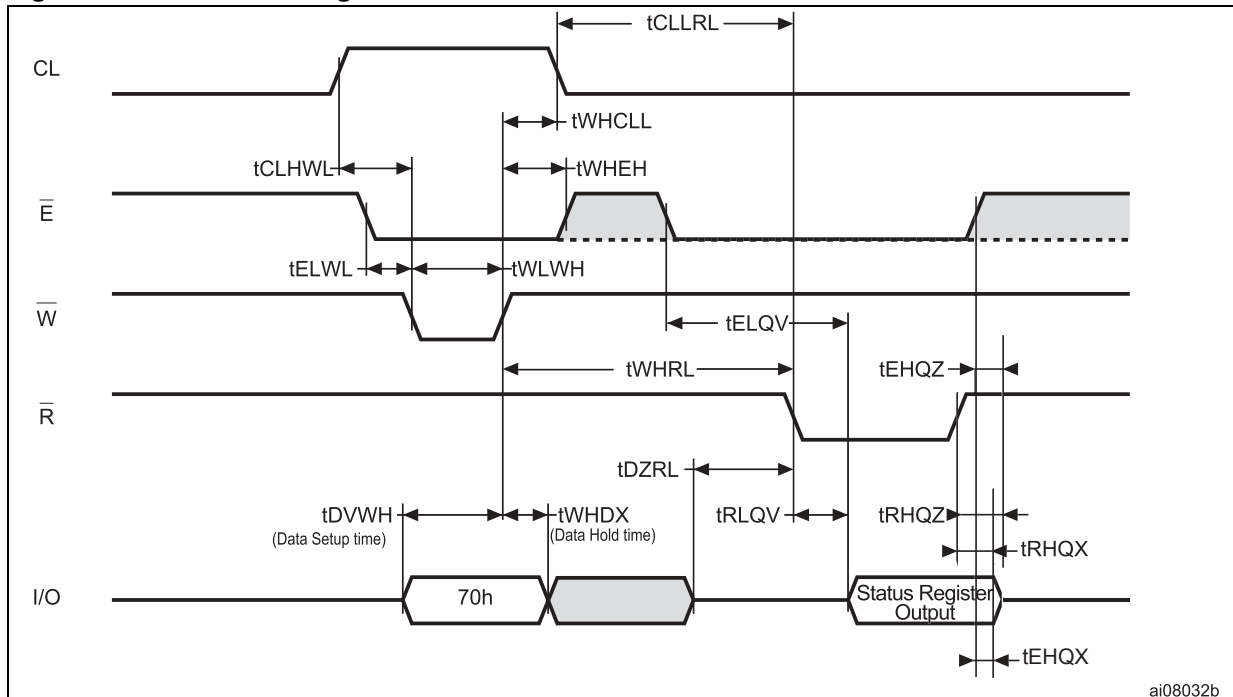 tCLLRL
CL
tWHCLL
tCLHWL
tWHEH
E
tELWL
tWLWH
W
tELQV
tWHRL
tEHQZ
R
tDZRL
tDVWH
(Data Setup time)
tWHDX
(Data Hold time)
tRLQV
tRHQZ
tRHQX
I/O
70h
Status Register
Output
tEHQX
ai08032b